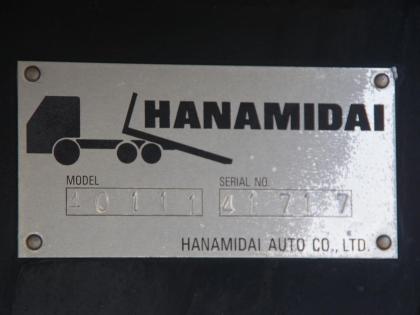 HANAMIDAI
MODEL
SERIAL NO.
40111
41717
HANAMIDAI AUTO CO., LTD.